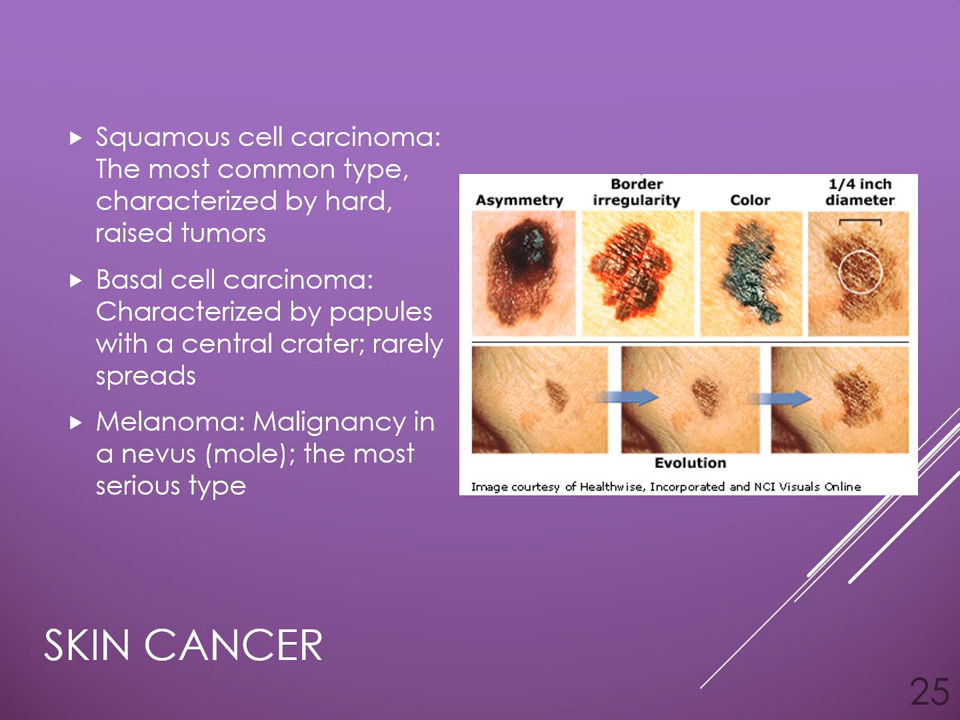 Squamous cell carcinoma:
The most common type,
characterized by hard,
raised tumors
Basal cell carcinoma:
Characterized by papules
with a central crater; rarely
spreads
Melanoma: Malignancy in
a nevus (mole); the most
serious type
Asymmetry
Border
irregularity
Color
1/4 inch
diameter
Evolution
Image courtesy of Healthwise, Incorporated and NCI Visuals Online
SKIN CANCER
25